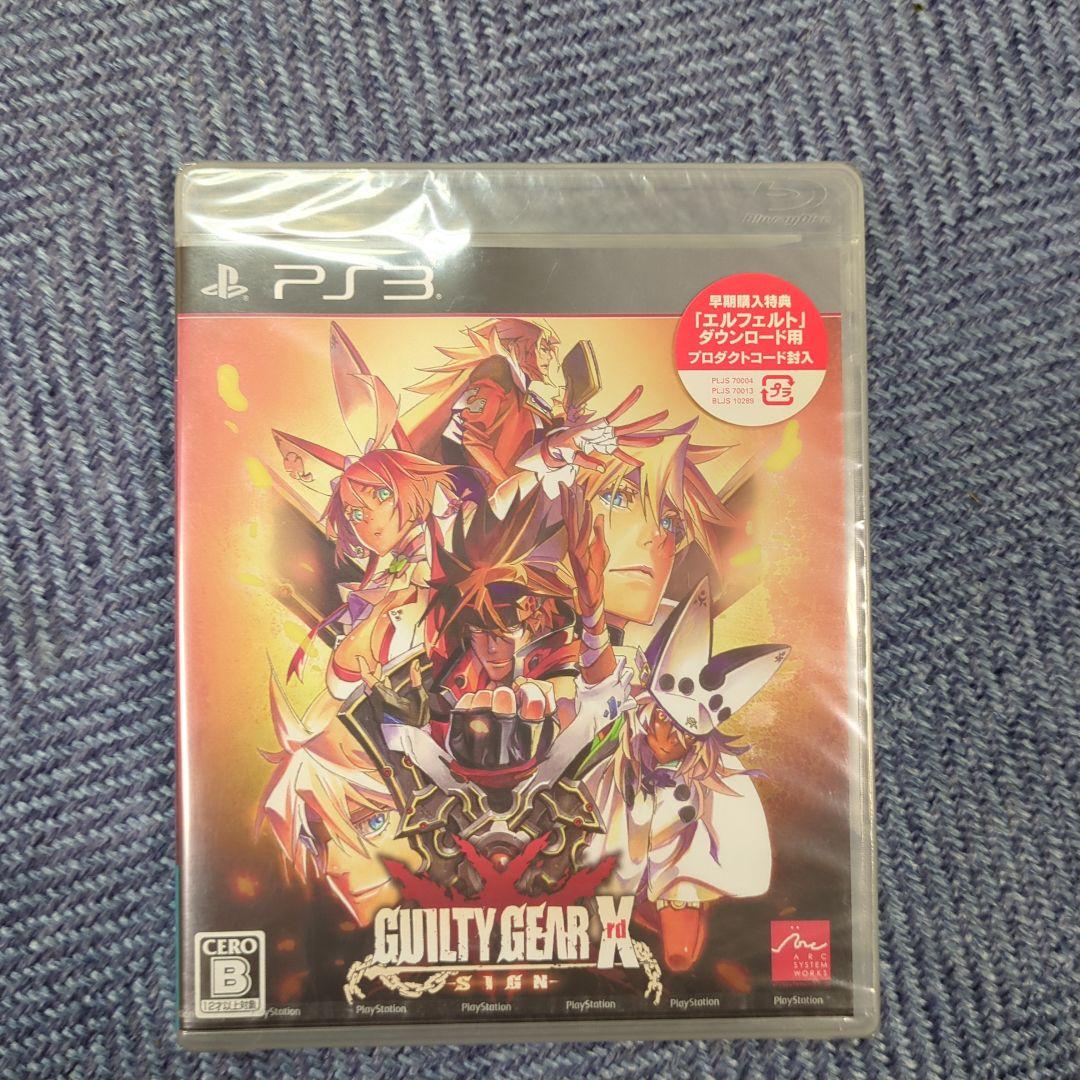 Blu-ray Disc
PS3
早期購入特典
「エルフェルト」
ダウンロード用
プロダクトコード封入
PLJS 70004
PLJS 70013
BLJS 10289
プラ
GUILTY GEAR Xrd
-SIGN-
ARC
SYSTEM
WORKS
CERO
B
12才以上対象
PlayStation PlayStation PlayStation PlayStation PlayStation